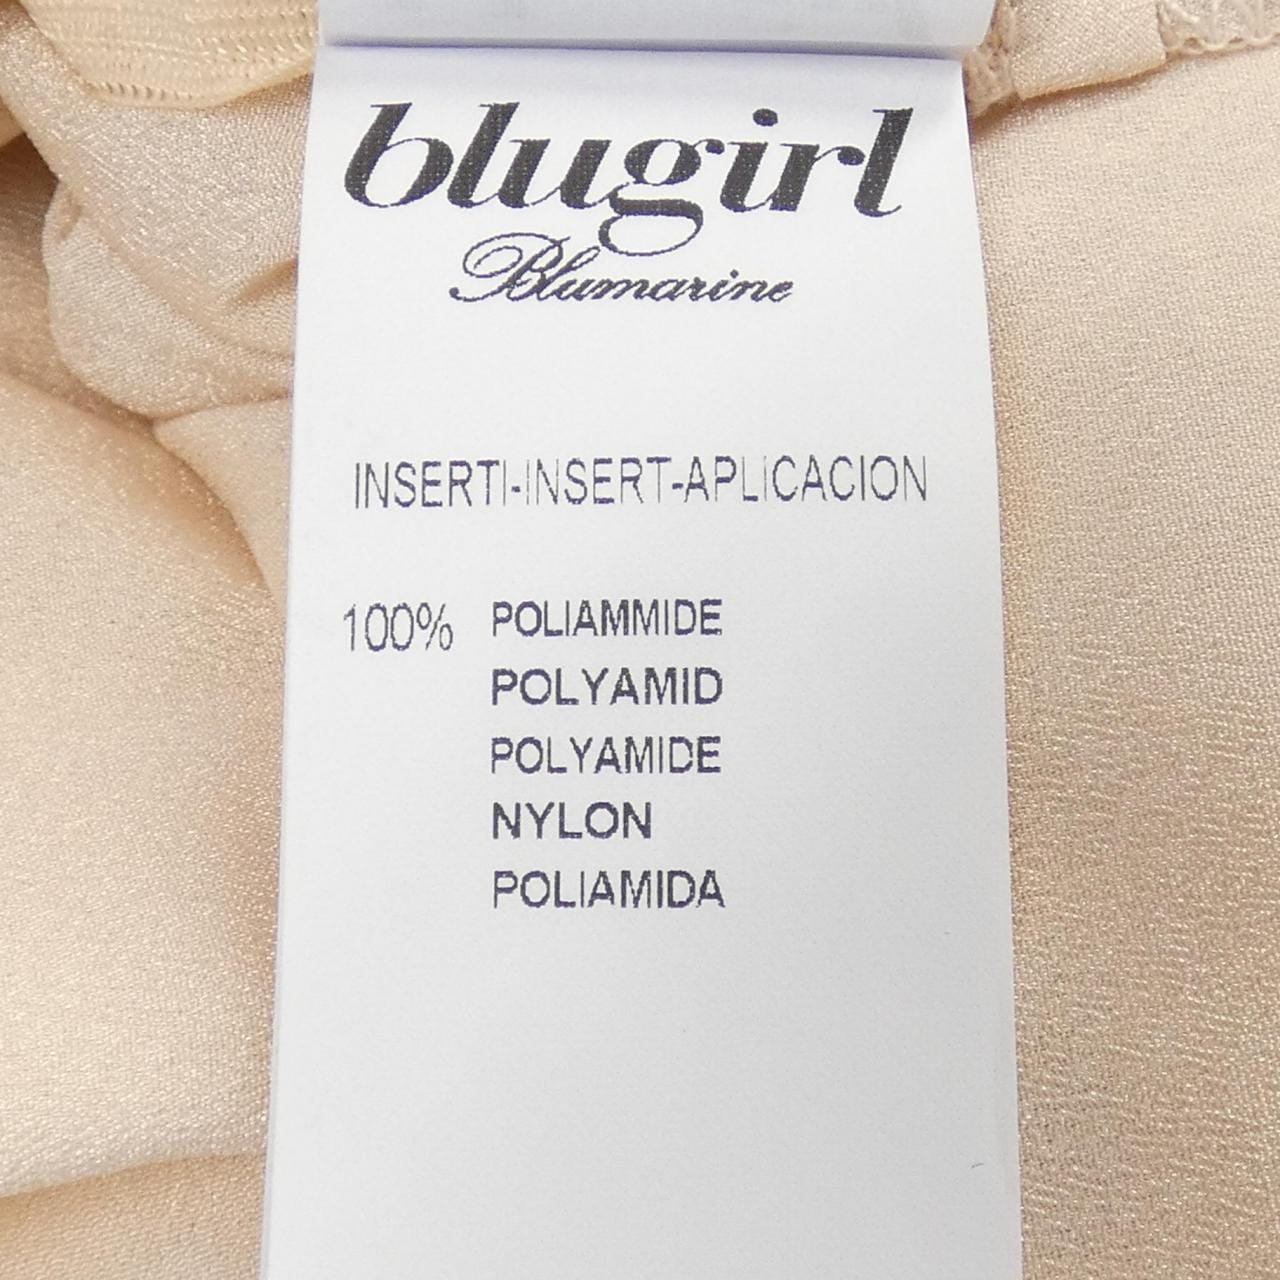 blugirl
Blumarine
INSERTI-INSERT-APLICACION
100% POLIAMMIDE
POLYAMID
POLYAMIDE
NYLON
POLIAMIDA